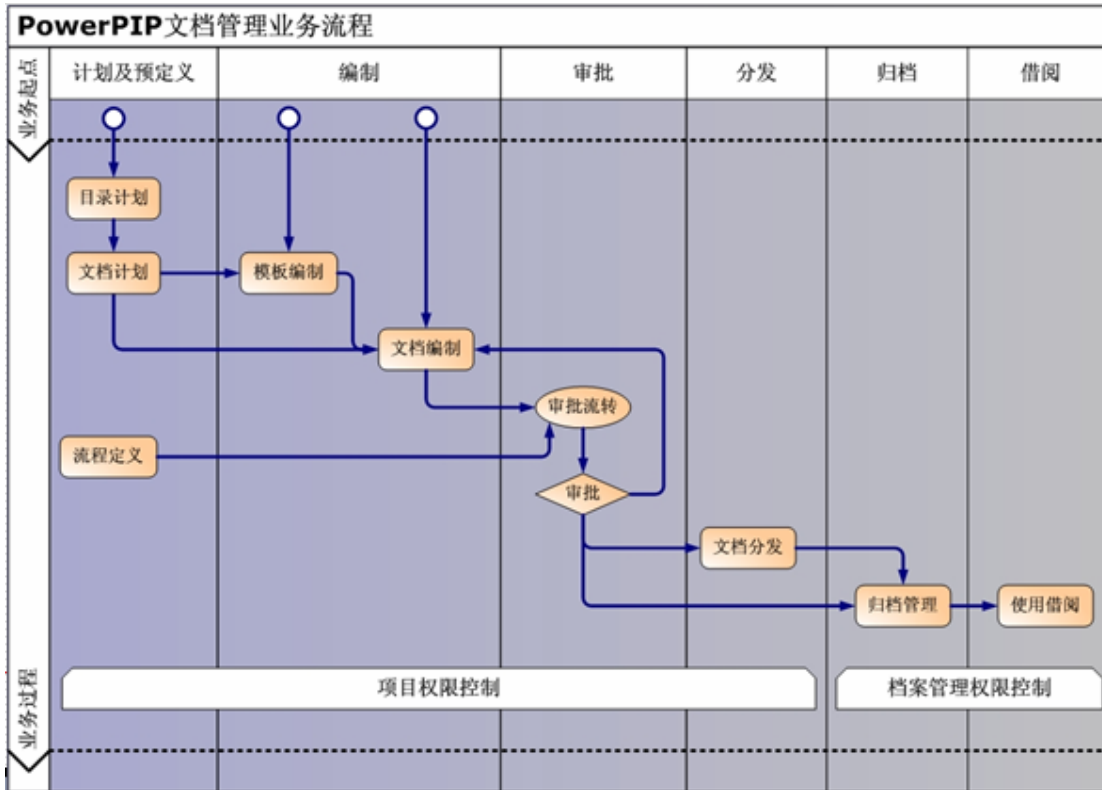 PowerPIP文档管理业务流程
业务起点
计划及预定义
编制
审批
分发
归档
借阅
目录计划
文档计划
模板编制
文档编制
审批流转
流程定义
审批
文档分发
归档管理
使用借阅
业务过程
项目权限控制
档案管理权限控制